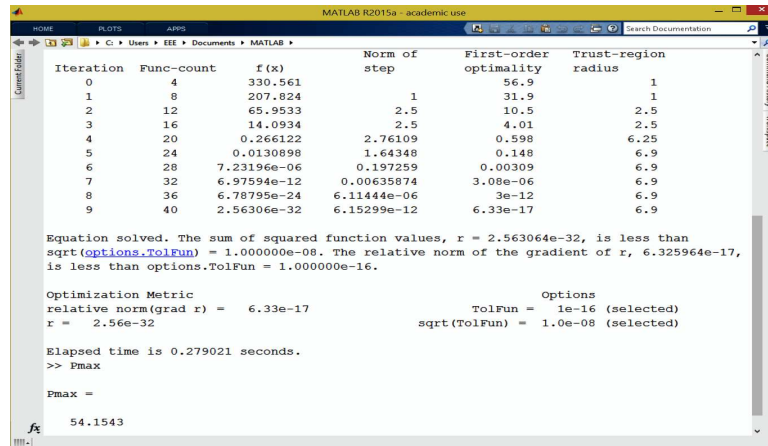 MATLAB R2015a - academic use
HOME PLOTS APPS Search Documentation
C: Users EEE Documents MATLAB
Current Folder
Norm of First-order Trust-region
Iteration Func-count f(x) step optimality radius
0 4 330.561 56.9 1
1 8 207.824 1 31.9 1
2 12 65.9533 2.5 10.5 2.5
3 16 14.0934 2.5 4.01 2.5
4 20 0.266122 2.76109 0.598 6.25
5 24 0.0130898 1.64348 0.148 6.9
6 28 7.23196e-06 0.197259 0.00309 6.9
7 32 6.97594e-12 0.00635874 3.08e-06 6.9
8 36 6.78795e-24 6.11444e-06 3e-12 6.9
9 40 2.56306e-32 6.15299e-12 6.33e-17 6.9
Equation solved. The sum of squared function values, r = 2.563064e-32, is less than
sqrt(options.TolFun) = 1.000000e-08. The relative norm of the gradient of r, 6.325964e-17,
is less than options.TolFun = 1.000000e-16.
Optimization Metric Options
relative norm(grad r) = 6.33e-17 TolFun = 1e-16 (selected)
r = 2.56e-32 sqrt(TolFun) = 1.0e-08 (selected)
Elapsed time is 0.279021 seconds.
>> Pmax
Pmax =
54.1543
fx